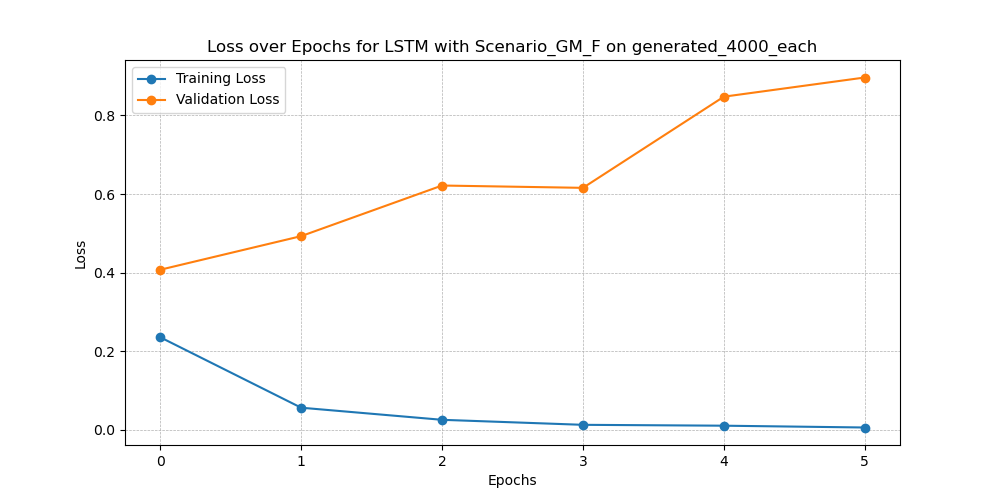 Loss over Epochs for LSTM with Scenario_GM_F on generated_4000_each
Training Loss
Validation Loss
0.8
0.6
0.4
0.2
0.0
Loss
0 1 2 3 4 5
Epochs